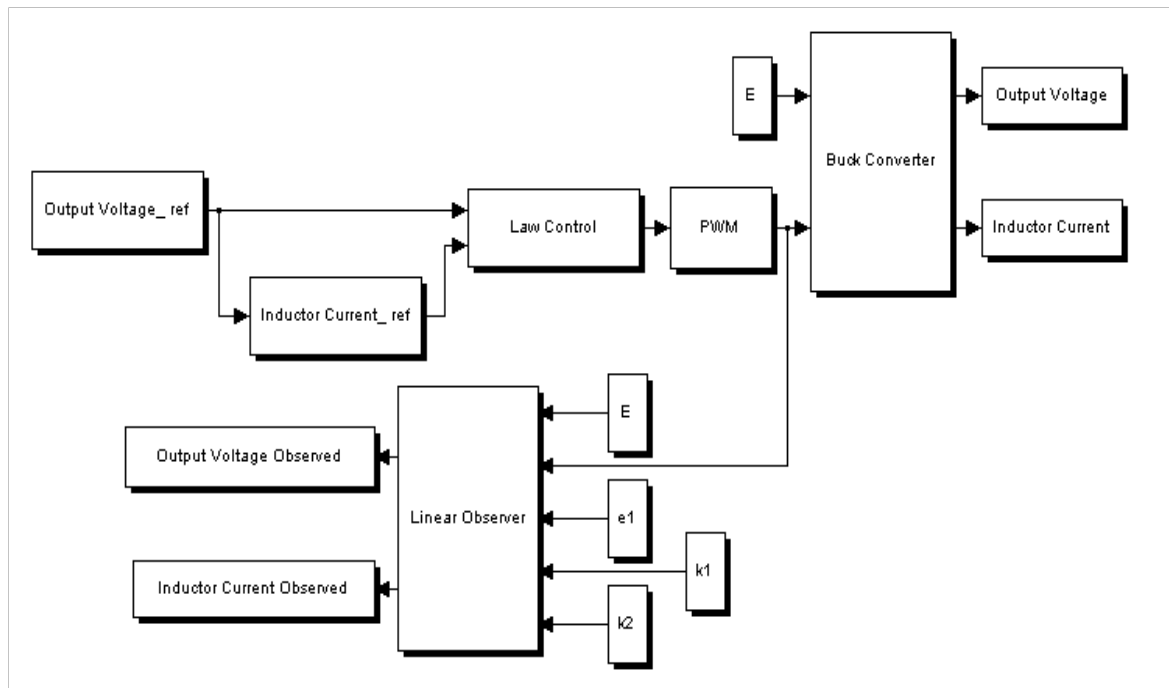 E
Output Voltage
Buck Converter
Output Voltage_ ref
Law Control
PWM
Inductor Current
Inductor Current_ ref
E
Output Voltage Observed
Linear Observer
e1
k1
Inductor Current Observed
k2